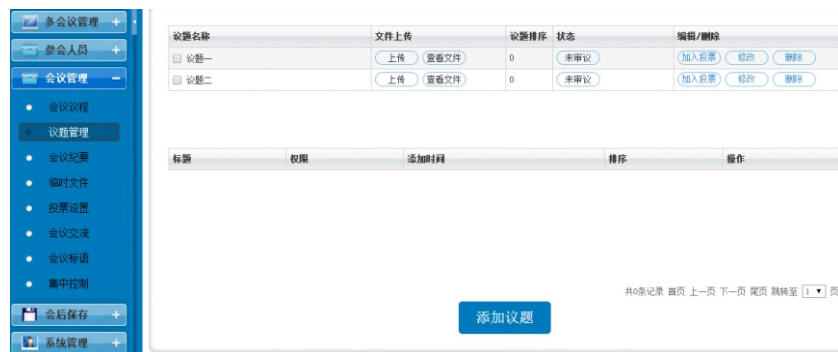 多会议管理 +
参会人员 +
会议管理 −
会议议程
议题管理
会议纪要
临时文件
投票设置
会议交流
会议标语
集中控制
会后保存 +
系统管理 +
议题名称 文件上传 议题排序 状态 编辑/删除
议题一 上传 查看文件 0 未审议 加入投票 修改 删除
议题二 上传 查看文件 0 未审议 加入投票 修改 删除
标题 权限 添加时间 排序 操作
共0条记录 首页 上一页 下一页 尾页 跳转至 1 页
添加议题